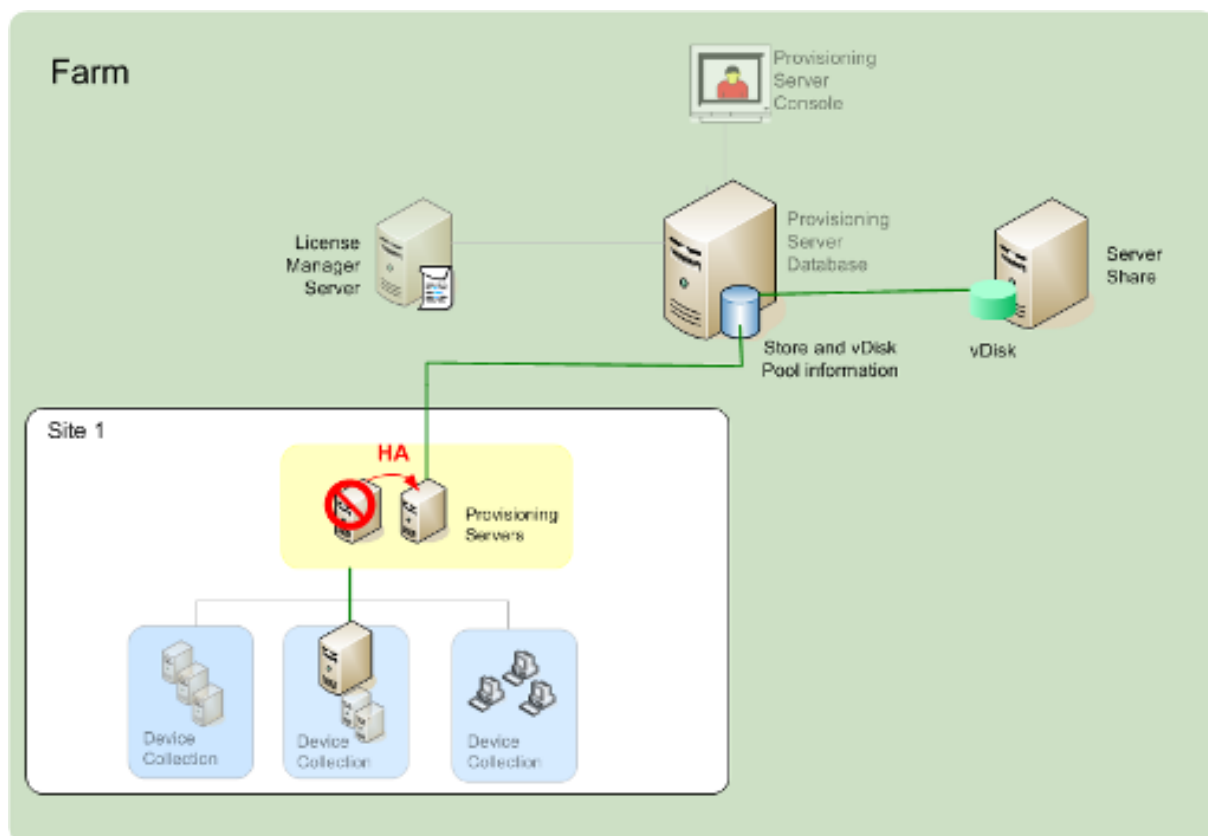 Farm
Provisioning
Server
Console
License
Manager
Server
Provisioning
Server
Database
Server
Share
Store and vDisk
Pool information
vDisk
Site 1
HA
Provisioning
Servers
Device
Collection
Device
Collection
Device
Collection